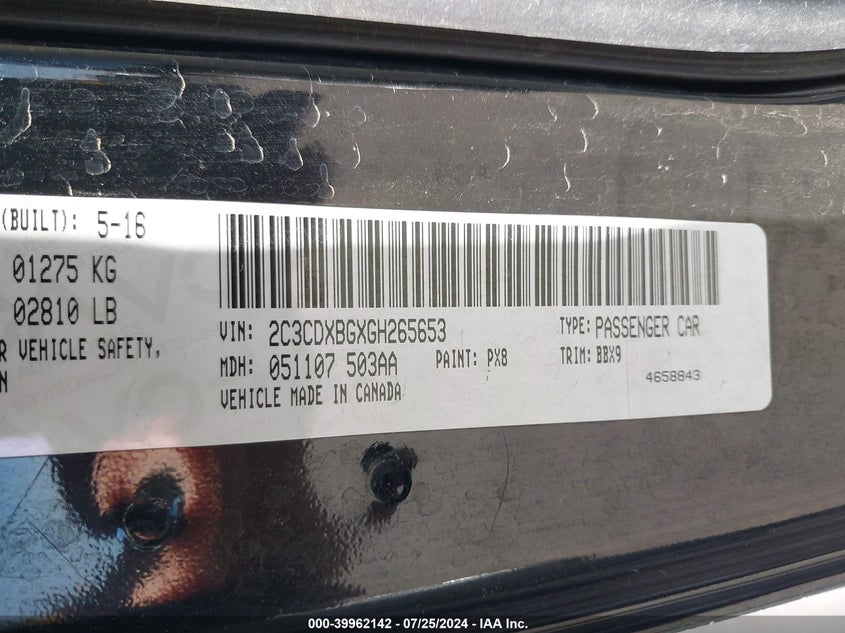 (BUILT): 5-16
01275 KG
02810 LB
VEHICLE SAFETY,
VIN: 2C3CDXBGXGH265653 TYPE: PASSENGER CAR
MDH: 051107 503AA PAINT: PX8 TRIM: BBX9
VEHICLE MADE IN CANADA 4658843
000-39962142 - 07/25/2024 - IAA Inc.